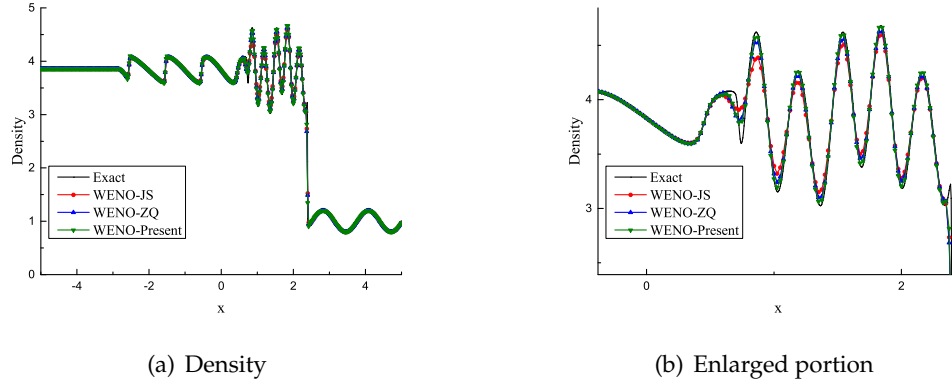 5
4
3
2
1
0
Density
Exact
WENO-JS
WENO-ZQ
WENO-Present
-4
-2
0
2
4
x
(a) Density
4
3
Density
Exact
WENO-JS
WENO-ZQ
WENO-Present
0
1
2
x
(b) Enlarged portion